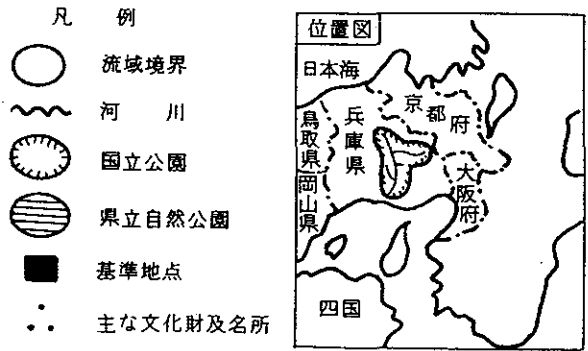 凡 例
流域境界
河 川
国立公園
県立自然公園
基準地点
主な文化財及名所
位置図
日本海
京都府
兵庫県
鳥取県
岡山県
大阪府
四国